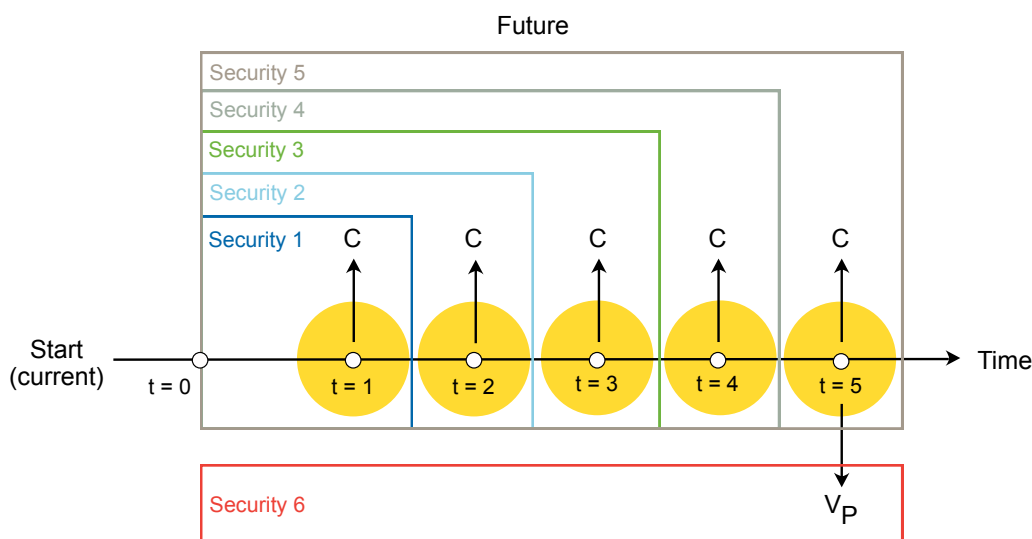 Future
Security 5
Security 4
Security 3
Security 2
Security 1
C C C C C
Start
(current)
Time
t = 0 t = 1 t = 2 t = 3 t = 4 t = 5
Security 6
VP